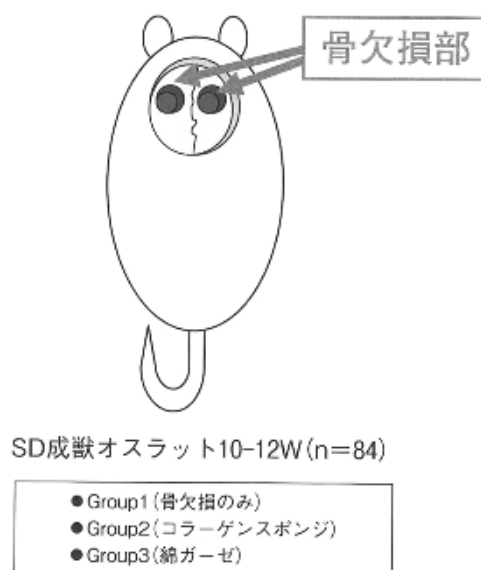 骨欠損部
SD成獣オスラット10-12W(n=84)
●Group1(骨欠損のみ)
●Group2(コラーゲンスポンジ)
●Group3(綿ガーゼ)